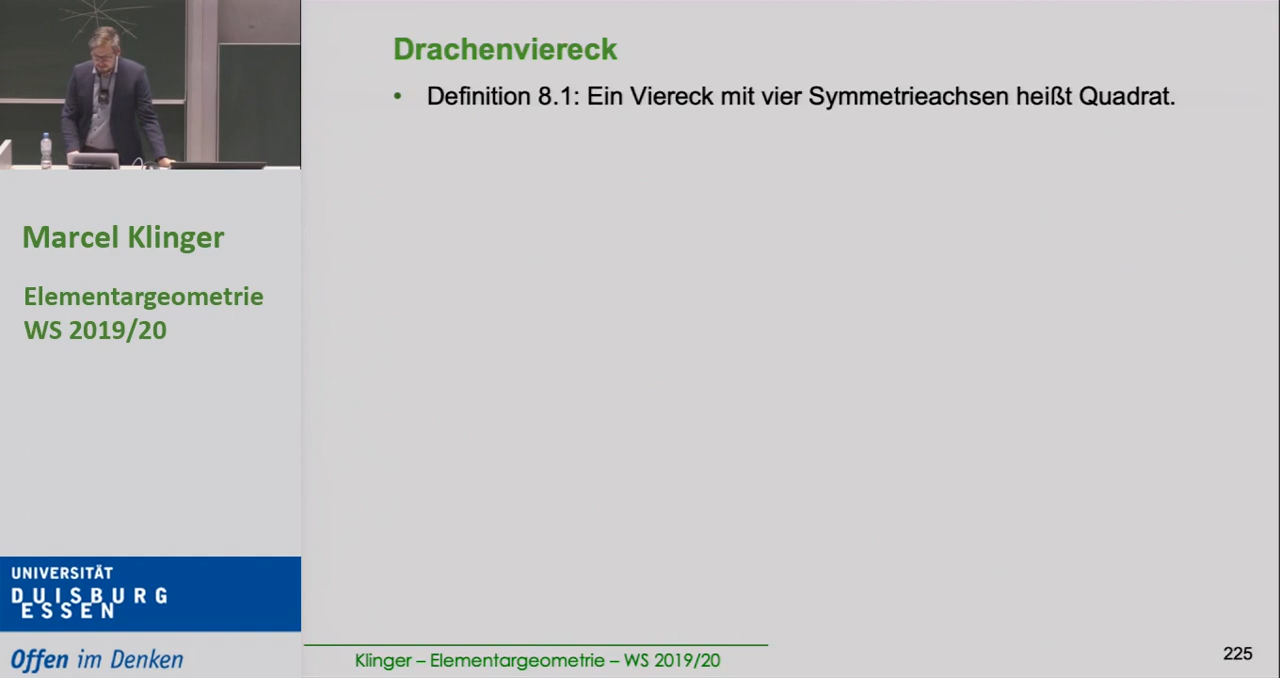 Drachenviereck
• Definition 8.1: Ein Viereck mit vier Symmetrieachsen heißt Quadrat.
Marcel Klinger
Elementargeometrie
WS 2019/20
UNIVERSITÄT
DUISBURG
ESSEN
Offen im Denken
Klinger – Elementargeometrie – WS 2019/20
225